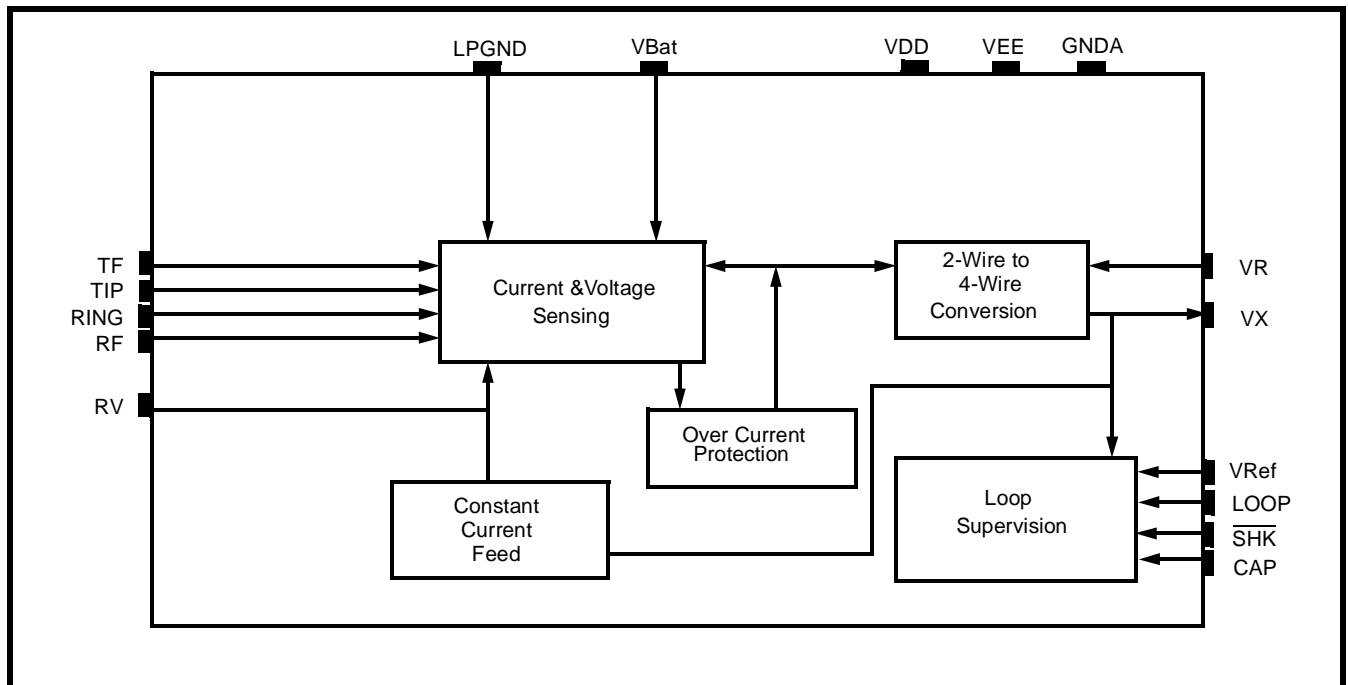 LPGND
VBat
VDD
VEE
GNDA
TF
TIP
RING
RF
RV
Current &Voltage
Sensing
2-Wire to
4-Wire
Conversion
VR
VX
Over Current
Protection
Constant
Current
Feed
Loop
Supervision
VRef
LOOP
SHK
CAP